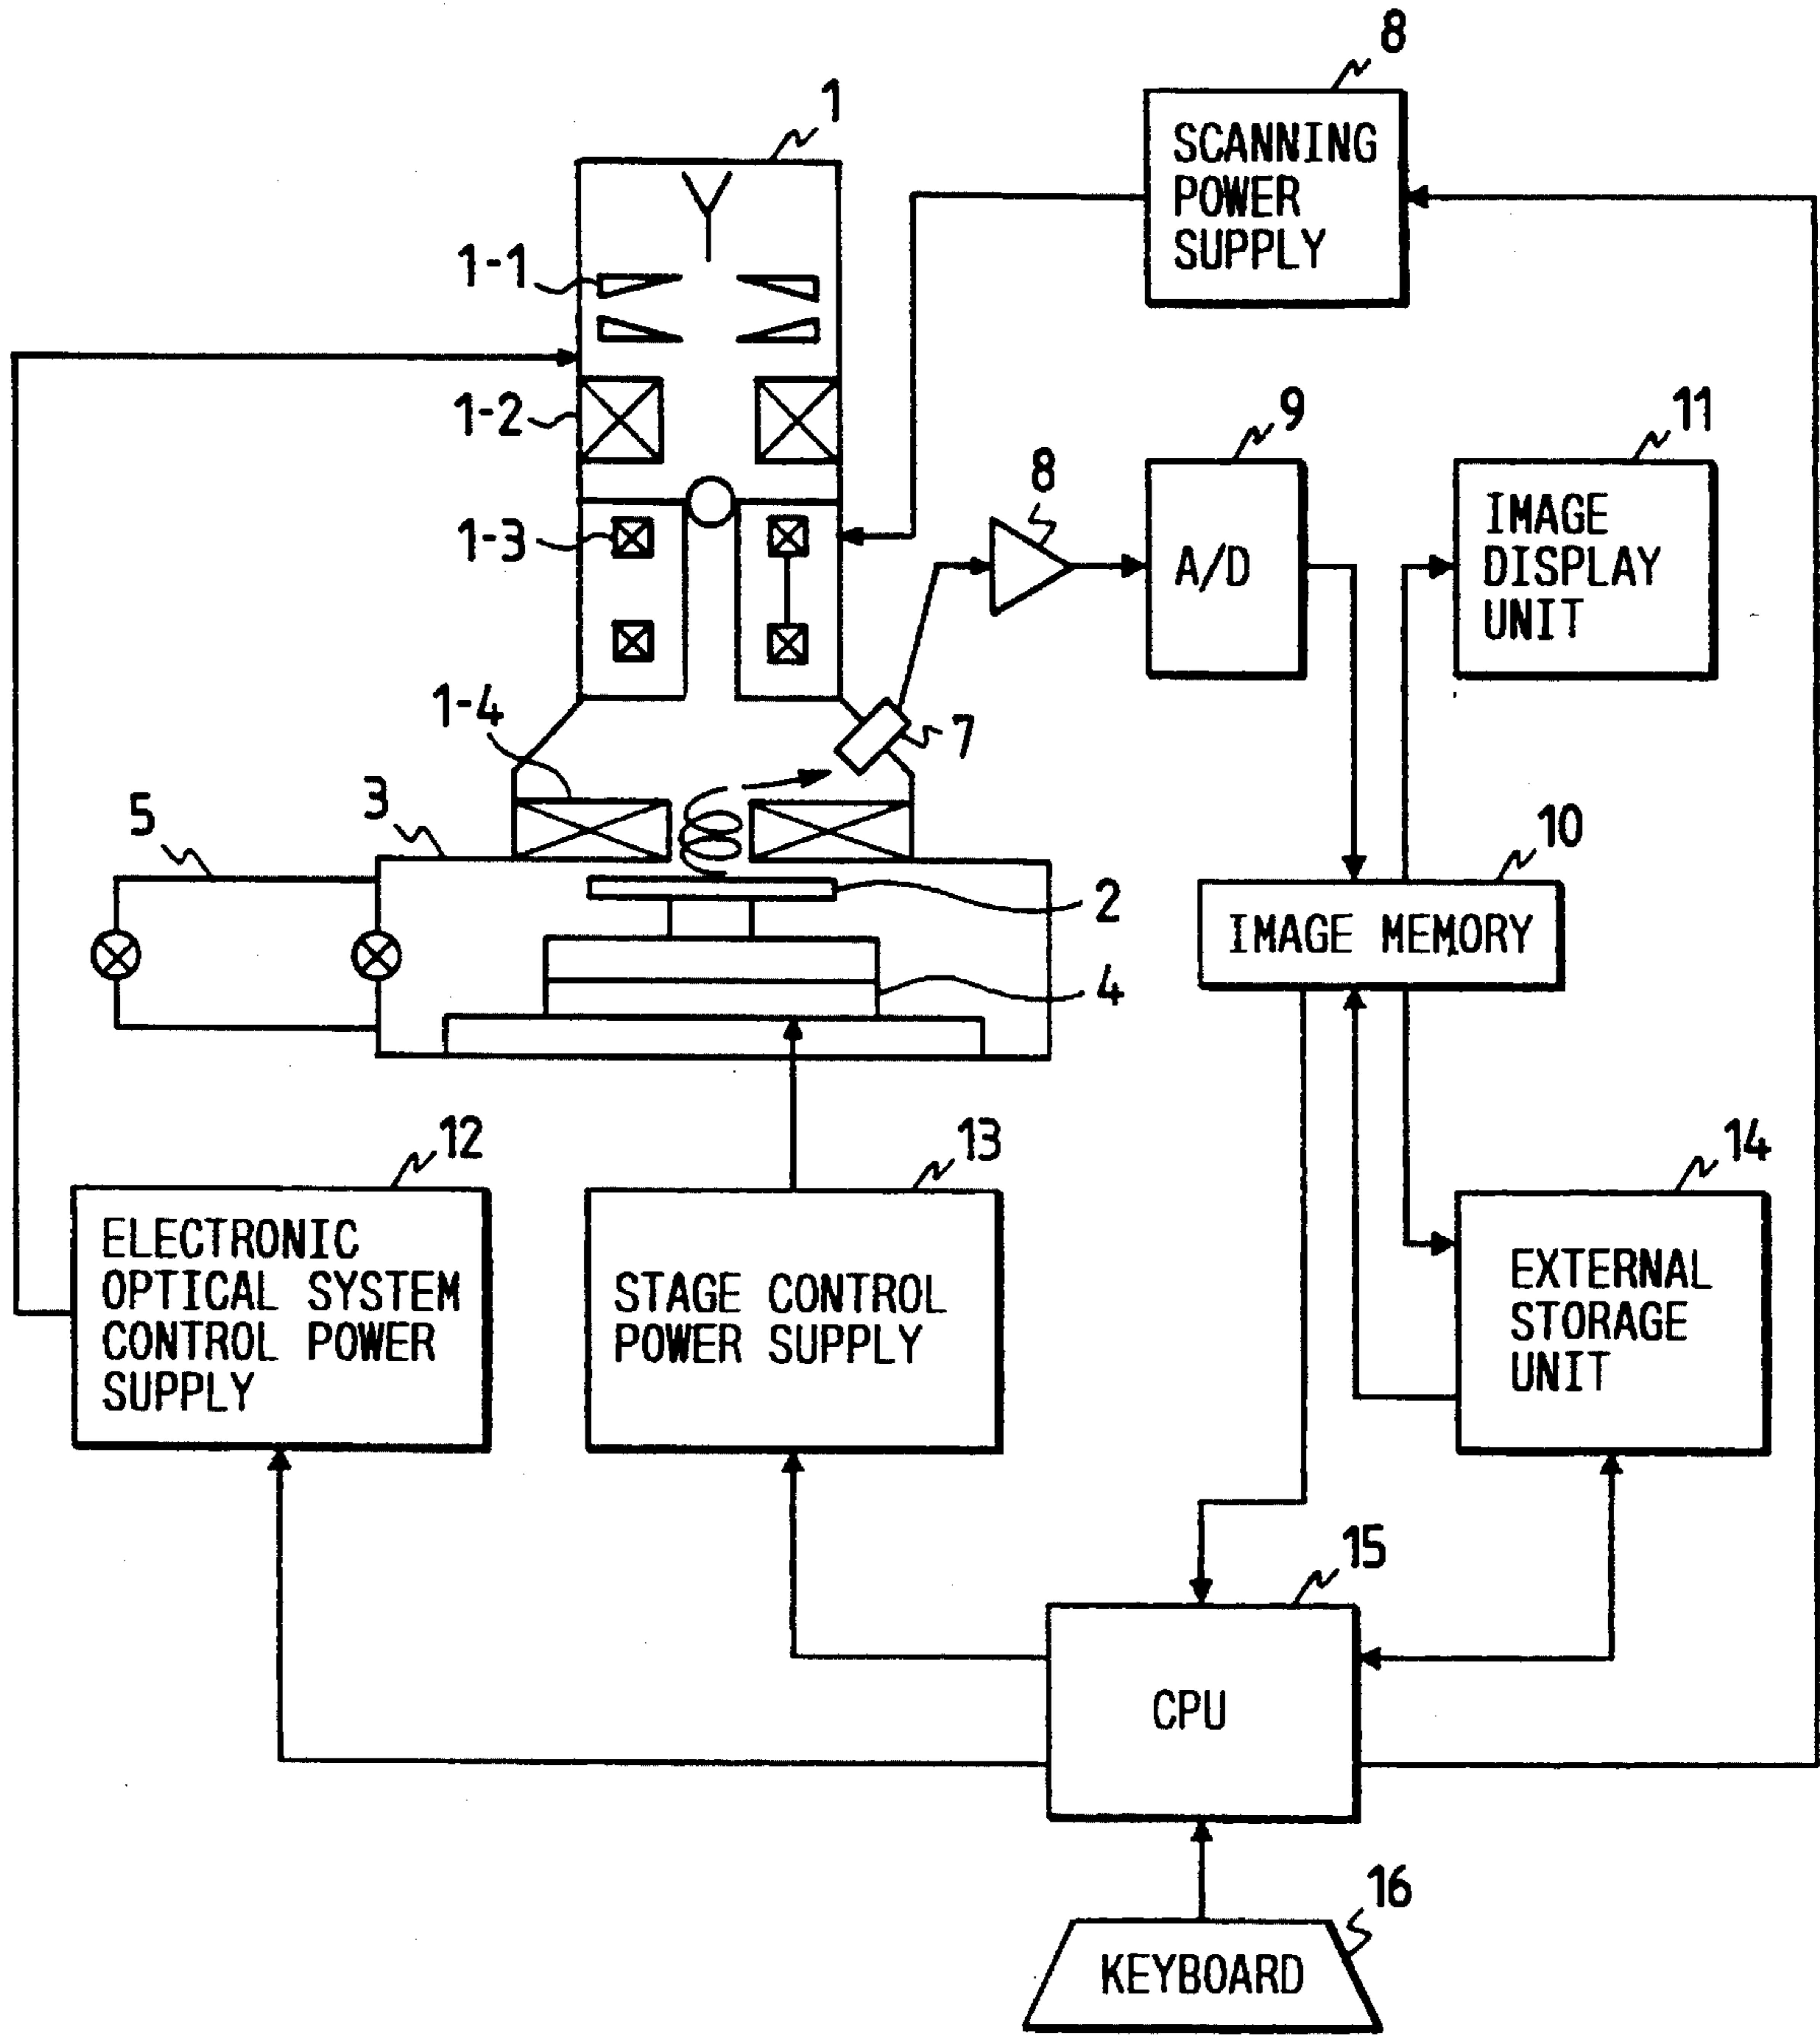 8
SCANNING
POWER
SUPPLY
1
1-1
1-2
1-3
1-4
8
9
A/D
11
IMAGE
DISPLAY
UNIT
7
5
3
2
4
10
IMAGE MEMORY
12
ELECTRONIC
OPTICAL SYSTEM
CONTROL POWER
SUPPLY
13
STAGE CONTROL
POWER SUPPLY
14
EXTERNAL
STORAGE
UNIT
15
CPU
16
KEYBOARD